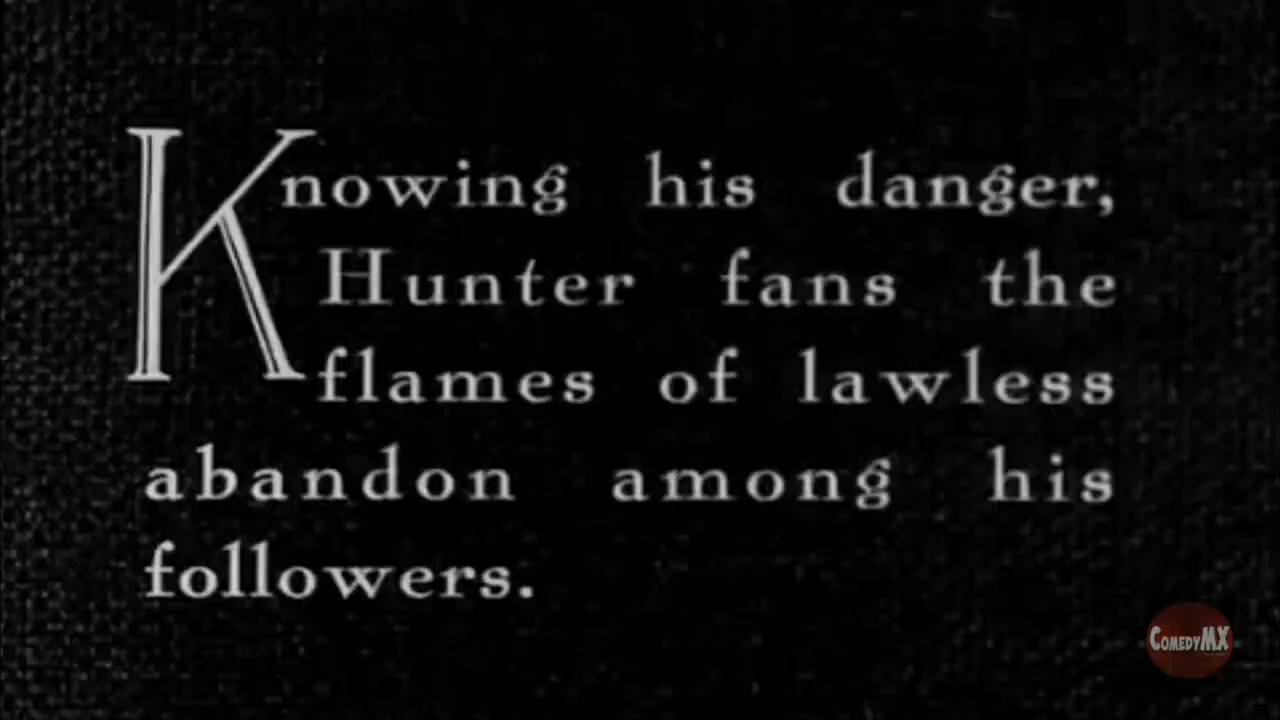 Knowing his danger,
Hunter fans the
flames of lawless
abandon among his
followers.
COMEDYMX